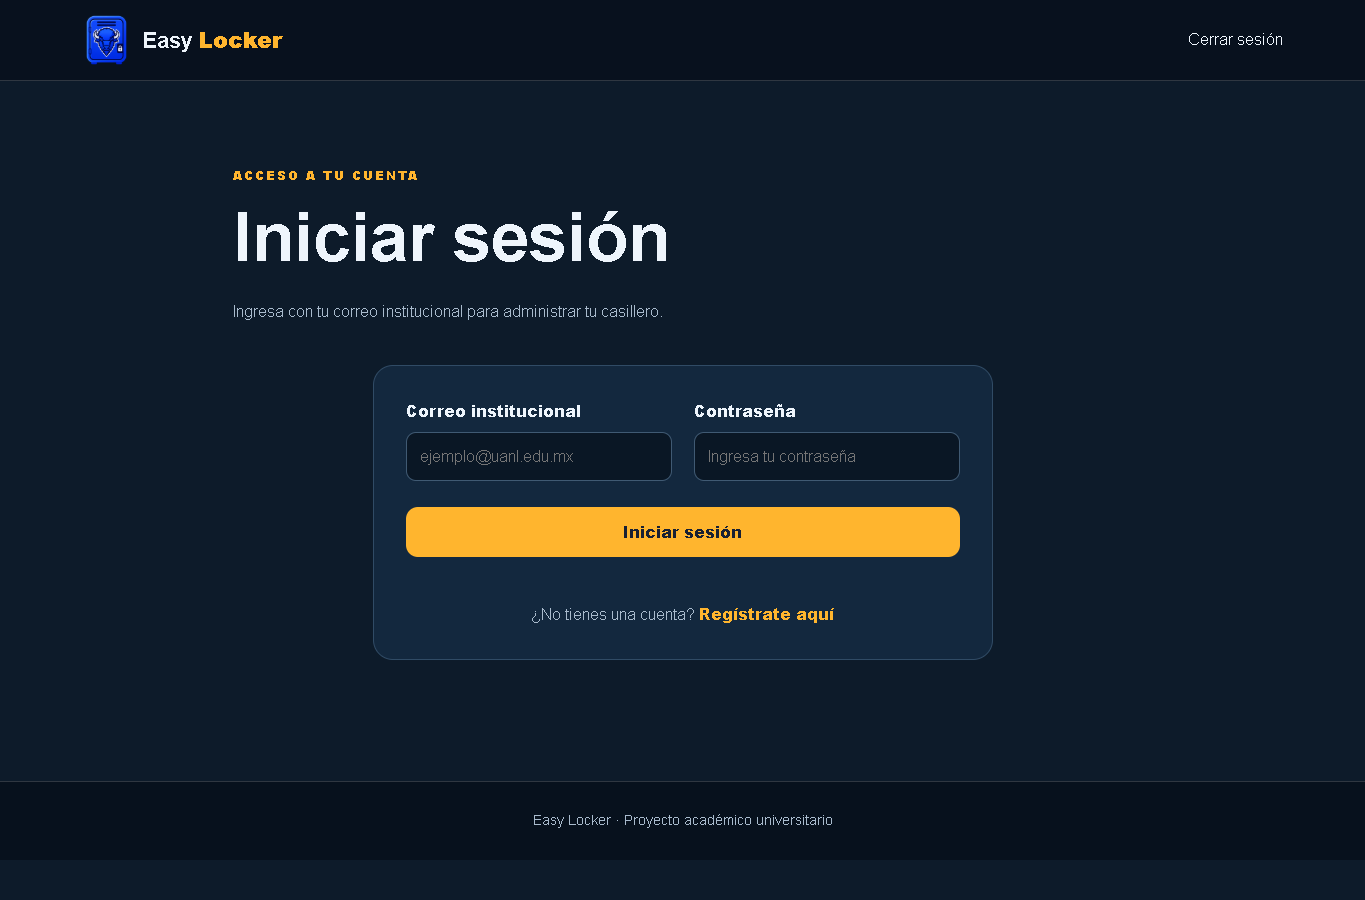 Easy Locker
Cerrar sesión
ACCESO A TU CUENTA
Iniciar sesión
Ingresa con tu correo institucional para administrar tu casillero.
Correo institucional
Contraseña
ejemplo@uanl.edu.mx
Ingresa tu contraseña
Iniciar sesión
¿No tienes una cuenta? Regístrate aquí
Easy Locker · Proyecto académico universitario